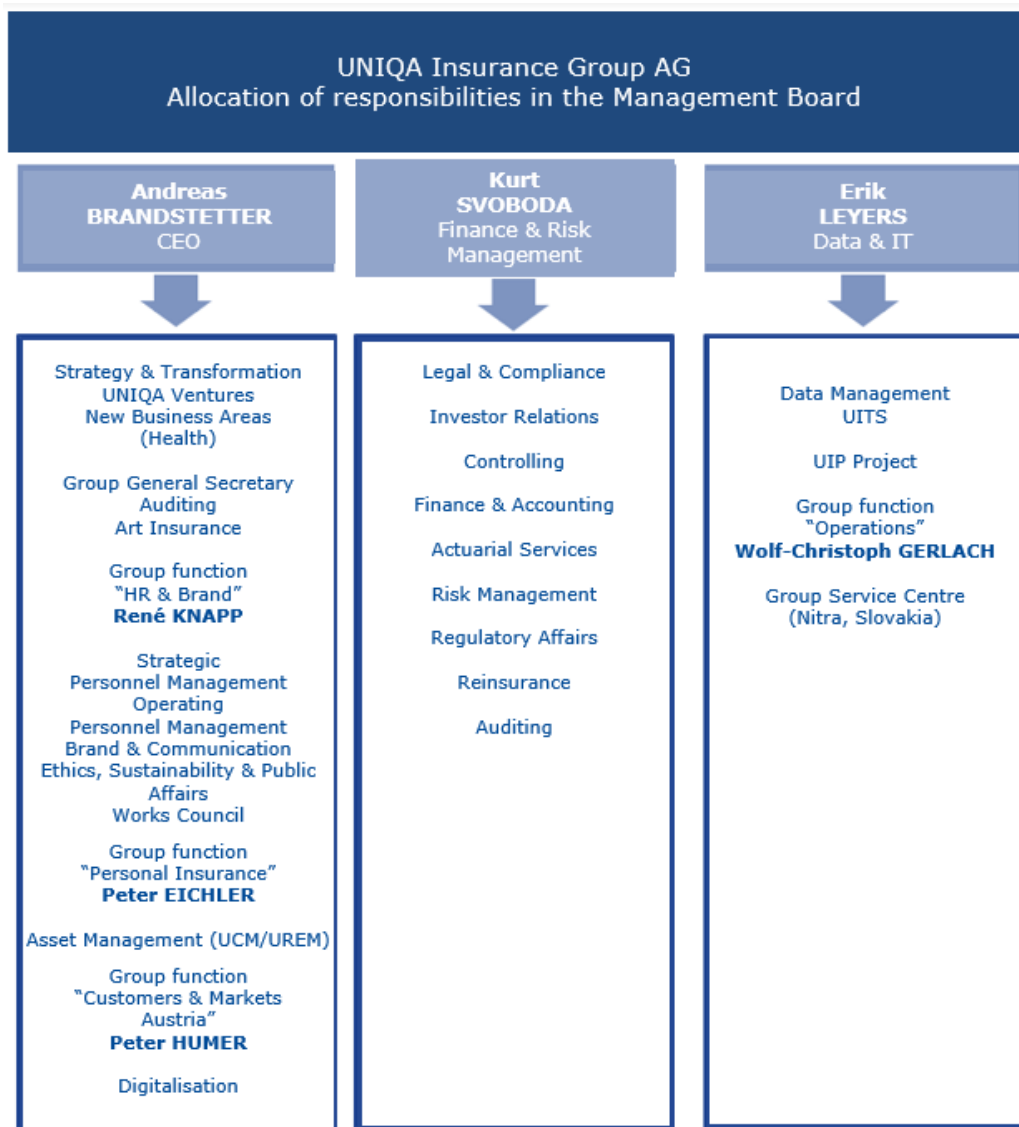 UNIQA Insurance Group AG
Allocation of responsibilities in the Management Board
Andreas
BRANDSTETTER
CEO
Strategy & Transformation
UNIQA Ventures
New Business Areas
(Health)
Group General Secretary
Auditing
Art Insurance
Group function
“HR & Brand”
René KNAPP
Strategic
Personnel Management
Operating
Personnel Management
Brand & Communication
Ethics, Sustainability & Public
Affairs
Works Council
Group function
“Personal Insurance”
Peter EICHLER
Asset Management (UCM/UREM)
Group function
“Customers & Markets
Austria”
Peter HUMER
Digitalisation
Kurt
SVOBODA
Finance & Risk
Management
Legal & Compliance
Investor Relations
Controlling
Finance & Accounting
Actuarial Services
Risk Management
Regulatory Affairs
Reinsurance
Auditing
Erik
LEYERS
Data & IT
Data Management
UITS
UIP Project
Group function
“Operations”
Wolf-Christoph GERLACH
Group Service Centre
(Nitra, Slovakia)